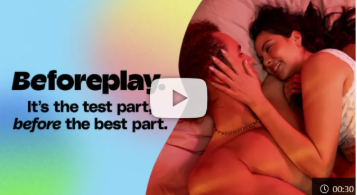 Beforeplay.
It's the test part,
before the best part.
00:30